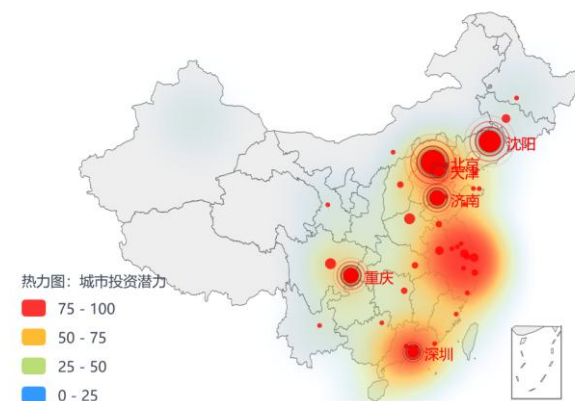 沈阳
北京
天津
济南
重庆
深圳
热力图：城市投资潜力
75 - 100
50 - 75
25 - 50
0 - 25